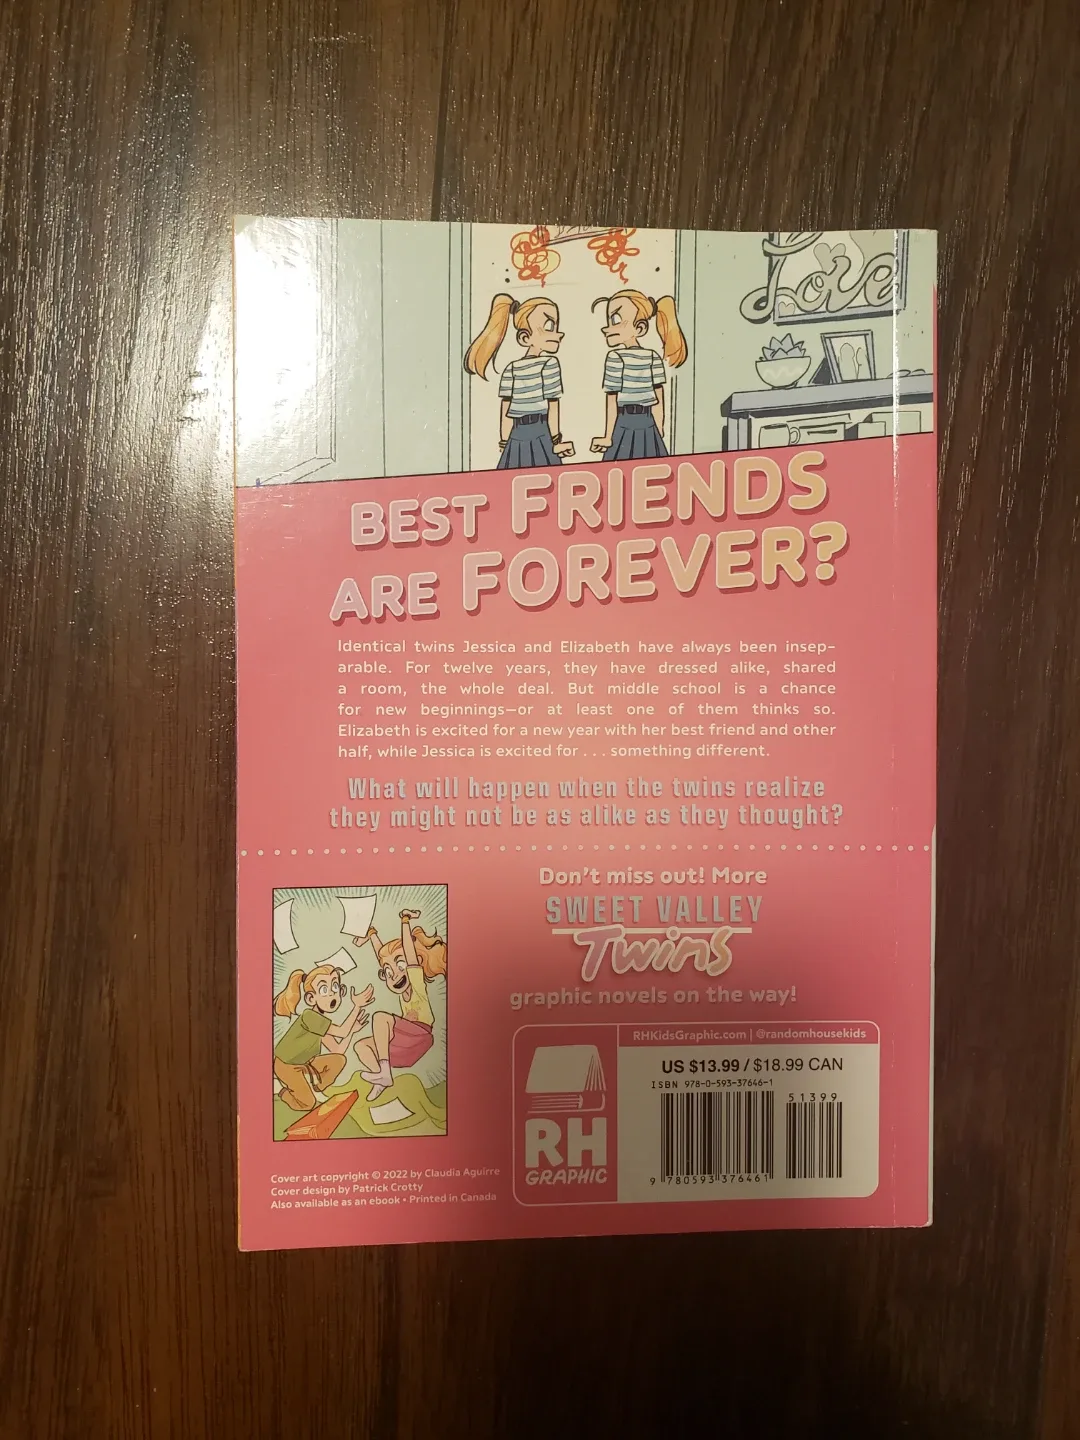 Love
BEST FRIENDS
ARE FOREVER?
Identical twins Jessica and Elizabeth have always been insep-
arable. For twelve years, they have dressed alike, shared
a room, the whole deal. But middle school is a chance
for new beginnings—or at least one of them thinks so.
Elizabeth is excited for a new year with her best friend and other
half, while Jessica is excited for . . . something different.
What will happen when the twins realize
they might not be as alike as they thought?
Don't miss out! More
SWEET VALLEY
Twins
graphic novels on the way!
RHKidsGraphic.com | @randomhousekids
US $13.99 / $18.99 CAN
ISBN 978-0-593-37646-1
51399
9 780593 376461
RH
GRAPHIC
Cover art copyright © 2022 by Claudia Aguirre
Cover design by Patrick Crotty
Also available as an ebook • Printed in Canada